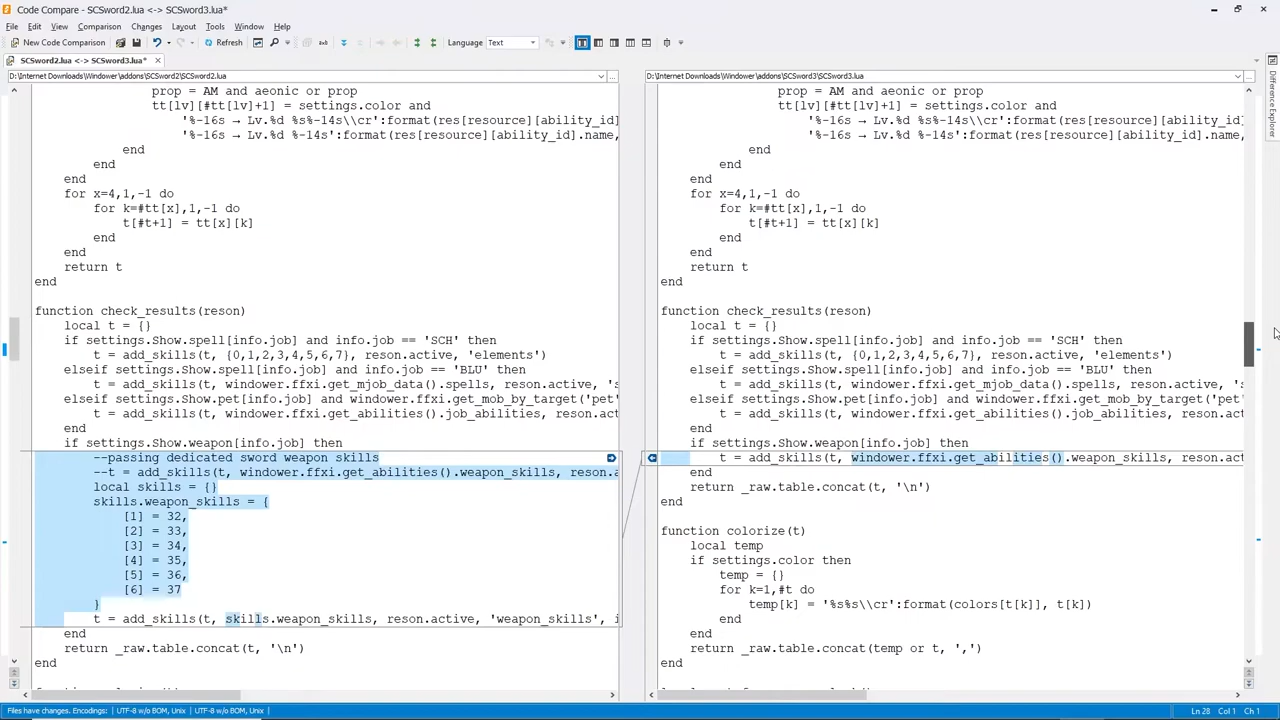 Code Compare - SCSword2.lua <-> SCSword3.lua*
File Edit View Comparison Changes Layout Tools Window Help
New Code Comparison Refresh Language Text
SCSword2.lua <-> SCSword3.lua*
D:\Internet Downloads\Windower\addons\SCSword2\SCSword2.lua
prop = AM and aeonic or prop
tt[lv][#tt[lv]+1] = settings.color and
'%-16s → Lv.%d %s%-14s\\cr':format(res[resource][ability_id]
'%-16s → Lv.%d %-14s':format(res[resource][ability_id].name,
end
end
end
for x=4,1,-1 do
for k=#tt[x],1,-1 do
t[#t+1] = tt[x][k]
end
end
return t
end
function check_results(reson)
local t = {}
if settings.Show.spell[info.job] and info.job == 'SCH' then
t = add_skills(t, {0,1,2,3,4,5,6,7}, reson.active, 'elements')
elseif settings.Show.spell[info.job] and info.job == 'BLU' then
t = add_skills(t, windower.ffxi.get_mjob_data().spells, reson.active, 's
elseif settings.Show.pet[info.job] and windower.ffxi.get_mob_by_target('pet'
t = add_skills(t, windower.ffxi.get_abilities().job_abilities, reson.act
end
if settings.Show.weapon[info.job] then
--passing dedicated sword weapon skills
--t = add_skills(t, windower.ffxi.get_abilities().weapon_skills, reson.a
local skills = {}
skills.weapon_skills = {
[1] = 32,
[2] = 33,
[3] = 34,
[4] = 35,
[5] = 36,
[6] = 37
}
t = add_skills(t, skills.weapon_skills, reson.active, 'weapon_skills', i
end
return _raw.table.concat(t, '\n')
end
D:\Internet Downloads\Windower\addons\SCSword3\SCSword3.lua
prop = AM and aeonic or prop
tt[lv][#tt[lv]+1] = settings.color and
'%-16s → Lv.%d %s%-14s\\cr':format(res[resource][ability_id]
'%-16s → Lv.%d %-14s':format(res[resource][ability_id].name,
end
end
end
for x=4,1,-1 do
for k=#tt[x],1,-1 do
t[#t+1] = tt[x][k]
end
end
return t
end
function check_results(reson)
local t = {}
if settings.Show.spell[info.job] and info.job == 'SCH' then
t = add_skills(t, {0,1,2,3,4,5,6,7}, reson.active, 'elements')
elseif settings.Show.spell[info.job] and info.job == 'BLU' then
t = add_skills(t, windower.ffxi.get_mjob_data().spells, reson.active, 's
elseif settings.Show.pet[info.job] and windower.ffxi.get_mob_by_target('pet'
t = add_skills(t, windower.ffxi.get_abilities().job_abilities, reson.act
end
if settings.Show.weapon[info.job] then
t = add_skills(t, windower.ffxi.get_abilities().weapon_skills, reson.act
end
return _raw.table.concat(t, '\n')
end
function colorize(t)
local temp
if settings.color then
temp = {}
for k=1,#t do
temp[k] = '%s%s\\cr':format(colors[t[k]], t[k])
end
end
return _raw.table.concat(temp or t, ',')
end
Difference Explorer
Files have changes. Encodings: UTF-8 w/o BOM, Unix UTF-8 w/o BOM, Unix Ln 28 Col 1 Ch 1